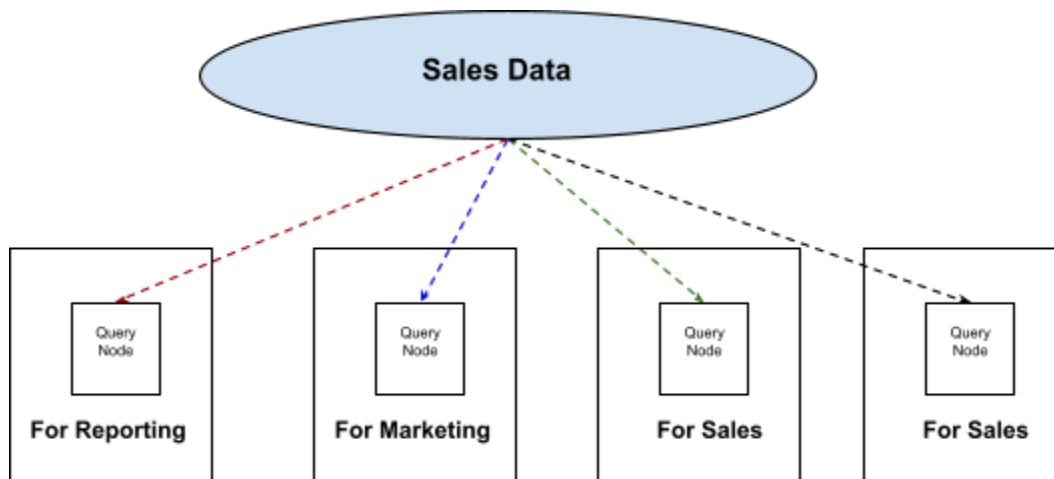 Sales Data
Query
Node
For Reporting
Query
Node
For Marketing
Query
Node
For Sales
Query
Node
For Sales